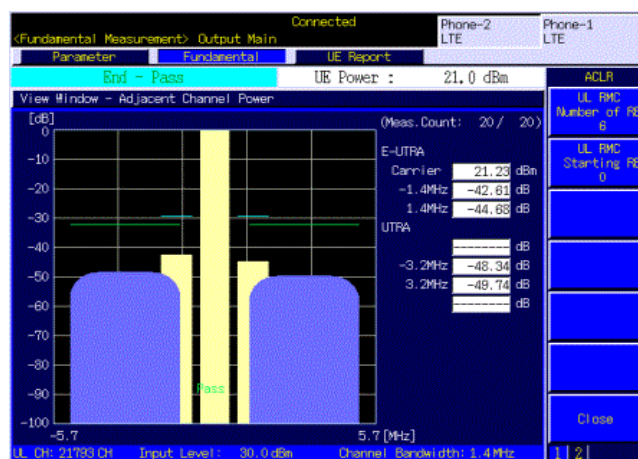 Connected
Phone-2
LTE
Phone-1
LTE
<Fundamental Measurement> Output Main
Parameter
Fundamental
UE Report
End - Pass
UE Power :
21.0 dBm
ACLR
View Window - Adjacent Channel Power
UL RMC
Number of RB
6
[dB]
(Meas.Count: 20/ 20)
UL RMC
Starting RB
0
0
-10
-20
-30
-40
-50
-60
-70
-80
-90
-100
E-UTRA
Carrier 21.23 dBm
-1.4MHz -42.61 dB
1.4MHz -44.68 dB
UTRA
-------- dB
-3.2MHz -48.34 dB
3.2MHz -49.74 dB
-------- dB
Pass
-5.7
5.7 [MHz]
Close
UL CH: 21793 CH Input Level: 30.0 dBm Channel Bandwidth: 1.4 MHz
1 2